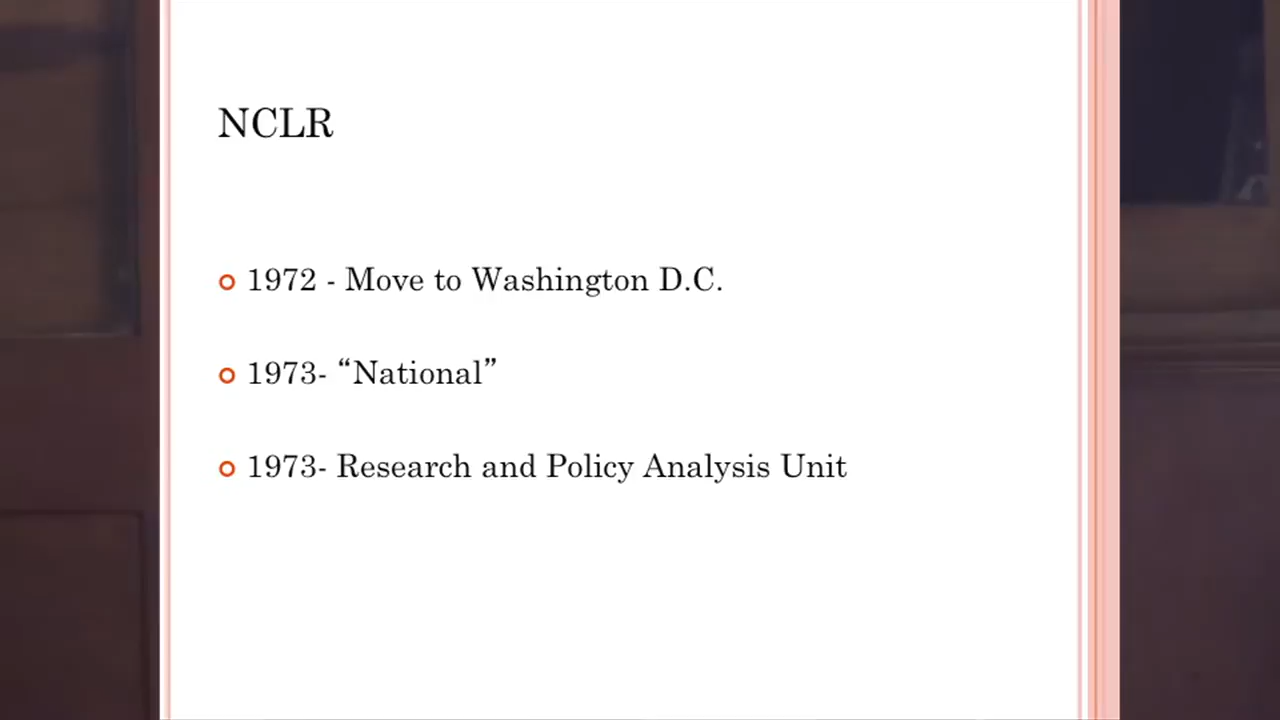 NCLR
1972 - Move to Washington D.C.
1973- “National”
1973- Research and Policy Analysis Unit